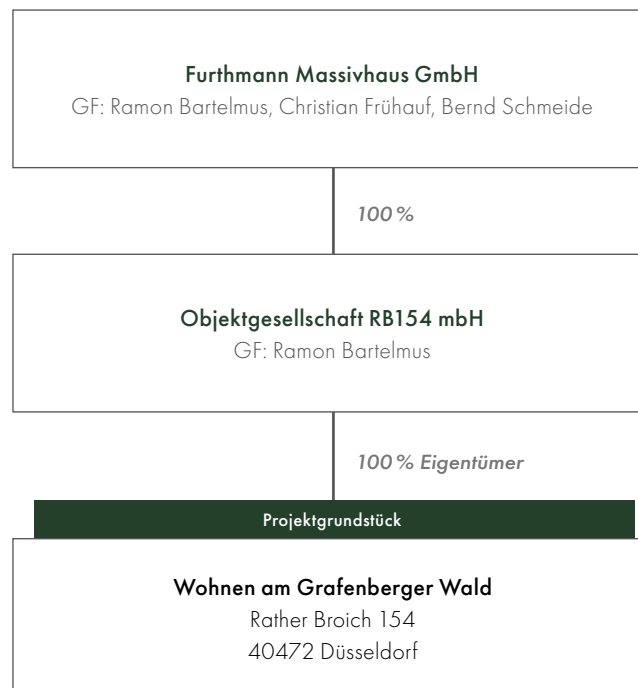 Furthmann Massivhaus GmbH
GF: Ramon Bartelmus, Christian Frühauf, Bernd Schmeide
100 %
Objektgesellschaft RB154 mbH
GF: Ramon Bartelmus
100 % Eigentümer
Projektgrundstück
Wohnen am Grafenberger Wald
Rather Broich 154
40472 Düsseldorf